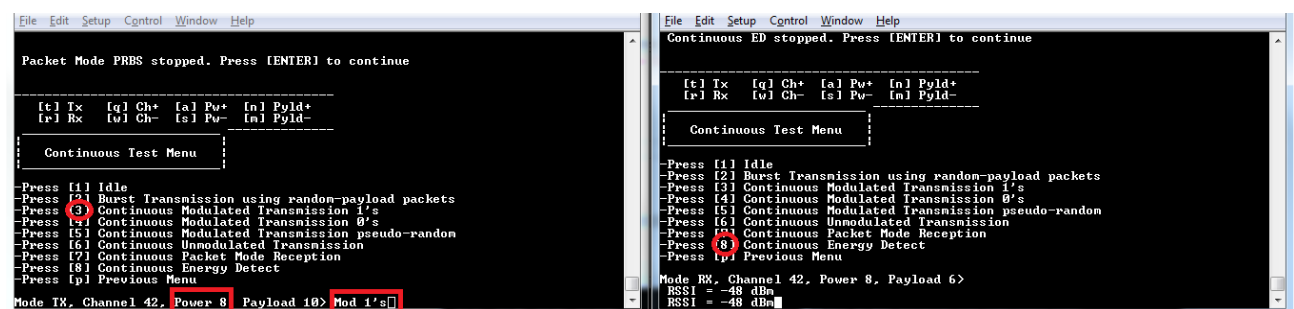 File Edit Setup Control Window Help
Packet Mode PRBS stopped. Press [ENTER] to continue
[t] Tx [q] Ch+ [a] Pw+ [n] Pyld+
[r] Rx [w] Ch- [s] Pw- [m] Pyld-
Continuous Test Menu
-Press [1] Idle
-Press [2] Burst Transmission using random-payload packets
-Press [3] Continuous Modulated Transmission 1's
-Press [4] Continuous Modulated Transmission 0's
-Press [5] Continuous Modulated Transmission pseudo-random
-Press [6] Continuous Unmodulated Transmission
-Press [7] Continuous Packet Mode Reception
-Press [8] Continuous Energy Detect
-Press [p] Previous Menu
Mode TX, Channel 42, Power 8, Payload 10> Mod 1's
File Edit Setup Control Window Help
Continuous ED stopped. Press [ENTER] to continue
[t] Tx [q] Ch+ [a] Pw+ [n] Pyld+
[r] Rx [w] Ch- [s] Pw- [m] Pyld-
Continuous Test Menu
-Press [1] Idle
-Press [2] Burst Transmission using random-payload packets
-Press [3] Continuous Modulated Transmission 1's
-Press [4] Continuous Modulated Transmission 0's
-Press [5] Continuous Modulated Transmission pseudo-random
-Press [6] Continuous Unmodulated Transmission
-Press [7] Continuous Packet Mode Reception
-Press [8] Continuous Energy Detect
-Press [p] Previous Menu
Mode RX, Channel 42, Power 8, Payload 6>
RSSI = -48 dBm
RSSI = -48 dBm